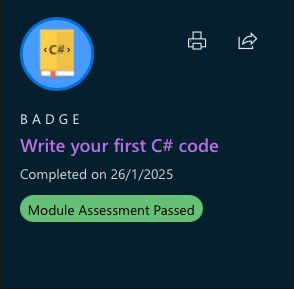 <C#>
BADGE
Write your first C# code
Completed on 26/1/2025
Module Assessment Passed